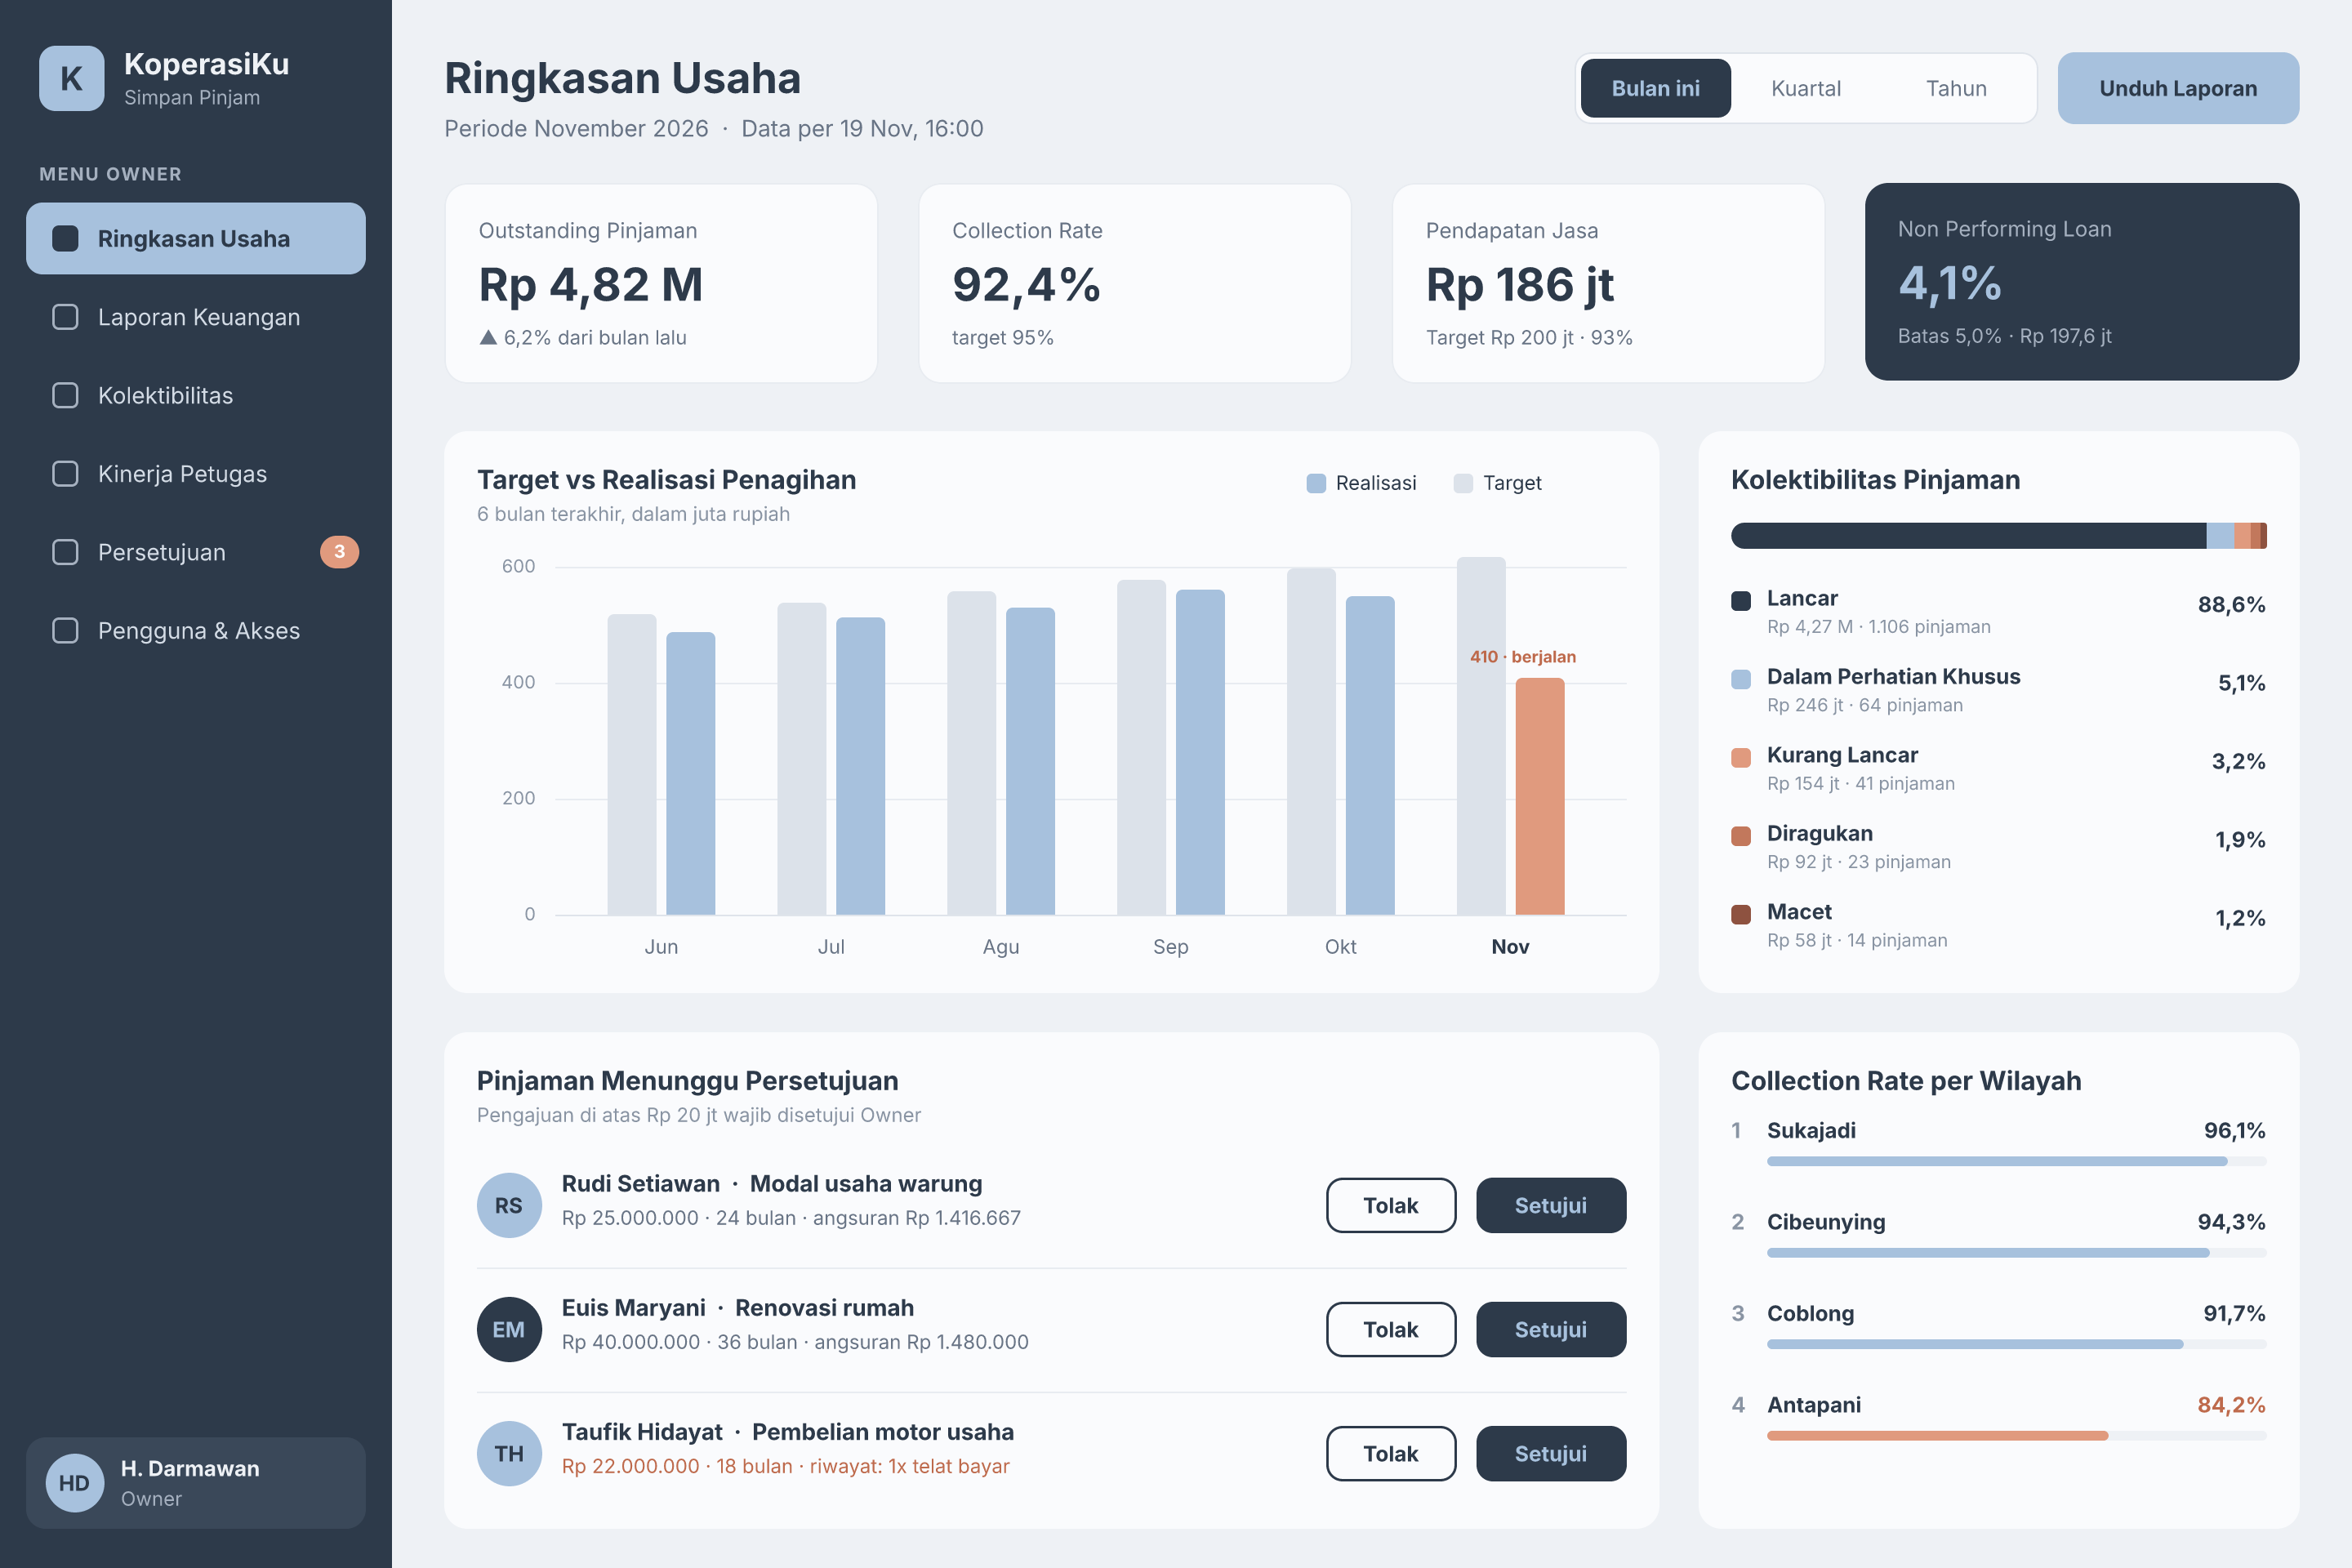 K
KoperasiKu
Simpan Pinjam
MENU OWNER
Ringkasan Usaha
Laporan Keuangan
Kolektibilitas
Kinerja Petugas
Persetujuan 3
Pengguna & Akses
HD
H. Darmawan
Owner
Ringkasan Usaha
Periode November 2026 · Data per 19 Nov, 16:00
Bulan ini Kuartal Tahun
Unduh Laporan
Outstanding Pinjaman
Rp 4,82 M
▲ 6,2% dari bulan lalu
Collection Rate
92,4%
target 95%
Pendapatan Jasa
Rp 186 jt
Target Rp 200 jt · 93%
Non Performing Loan
4,1%
Batas 5,0% · Rp 197,6 jt
Target vs Realisasi Penagihan
6 bulan terakhir, dalam juta rupiah
Realisasi Target
600
400
200
0
410 · berjalan
Jun Jul Agu Sep Okt Nov
Kolektibilitas Pinjaman
Lancar 88,6%
Rp 4,27 M · 1.106 pinjaman
Dalam Perhatian Khusus 5,1%
Rp 246 jt · 64 pinjaman
Kurang Lancar 3,2%
Rp 154 jt · 41 pinjaman
Diragukan 1,9%
Rp 92 jt · 23 pinjaman
Macet 1,2%
Rp 58 jt · 14 pinjaman
Pinjaman Menunggu Persetujuan
Pengajuan di atas Rp 20 jt wajib disetujui Owner
RS
Rudi Setiawan · Modal usaha warung
Rp 25.000.000 · 24 bulan · angsuran Rp 1.416.667
Tolak Setujui
EM
Euis Maryani · Renovasi rumah
Rp 40.000.000 · 36 bulan · angsuran Rp 1.480.000
Tolak Setujui
TH
Taufik Hidayat · Pembelian motor usaha
Rp 22.000.000 · 18 bulan · riwayat: 1x telat bayar
Tolak Setujui
Collection Rate per Wilayah
1 Sukajadi 96,1%
2 Cibeunying 94,3%
3 Coblong 91,7%
4 Antapani 84,2%